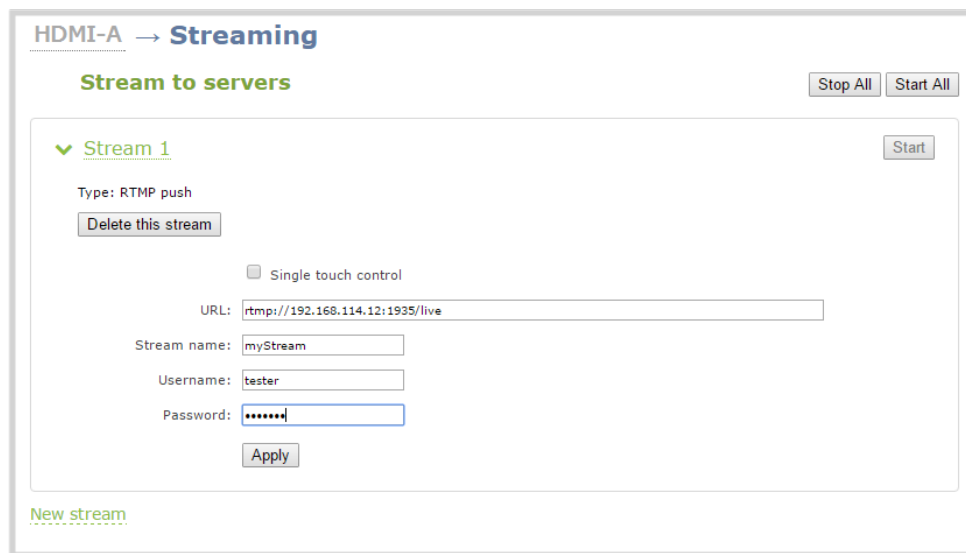 HDMI-A → Streaming
Stream to servers
Stop All
Start All
Stream 1
Start
Type: RTMP push
Delete this stream
Single touch control
URL: rtmp://192.168.114.12:1935/live
Stream name: myStream
Username: tester
Password: •••••••
Apply
New stream